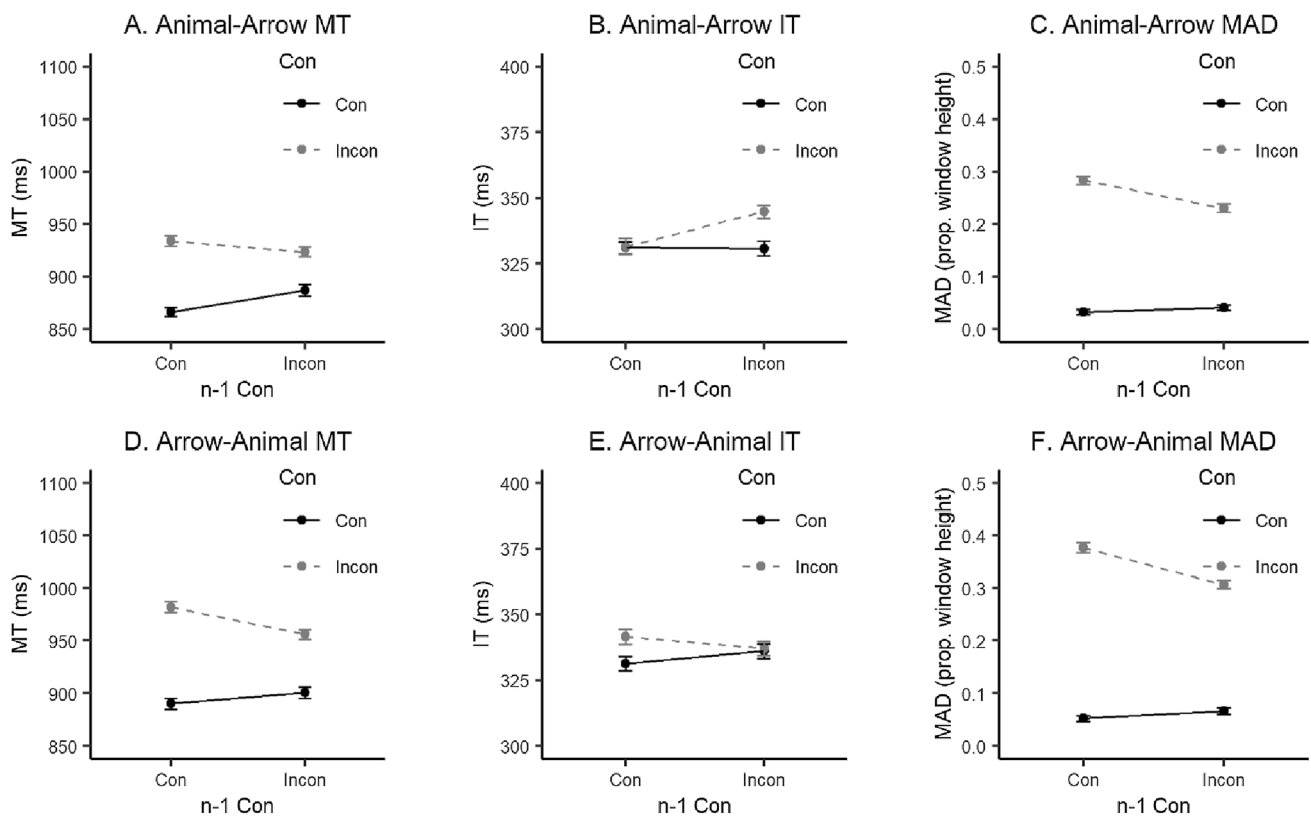 A. Animal-Arrow MT
MT (ms)
1100
1050
1000
950
900
850
Con
Con
Incon
Con
Incon
n-1 Con
B. Animal-Arrow IT
IT (ms)
400
375
350
325
300
Con
Con
Incon
Con
Incon
n-1 Con
C. Animal-Arrow MAD
MAD (prop. window height)
0.5
0.4
0.3
0.2
0.1
0.0
Con
Con
Incon
Con
Incon
n-1 Con
D. Arrow-Animal MT
MT (ms)
1100
1050
1000
950
900
850
Con
Con
Incon
Con
Incon
n-1 Con
E. Arrow-Animal IT
IT (ms)
400
375
350
325
300
Con
Con
Incon
Con
Incon
n-1 Con
F. Arrow-Animal MAD
MAD (prop. window height)
0.5
0.4
0.3
0.2
0.1
0.0
Con
Con
Incon
Con
Incon
n-1 Con